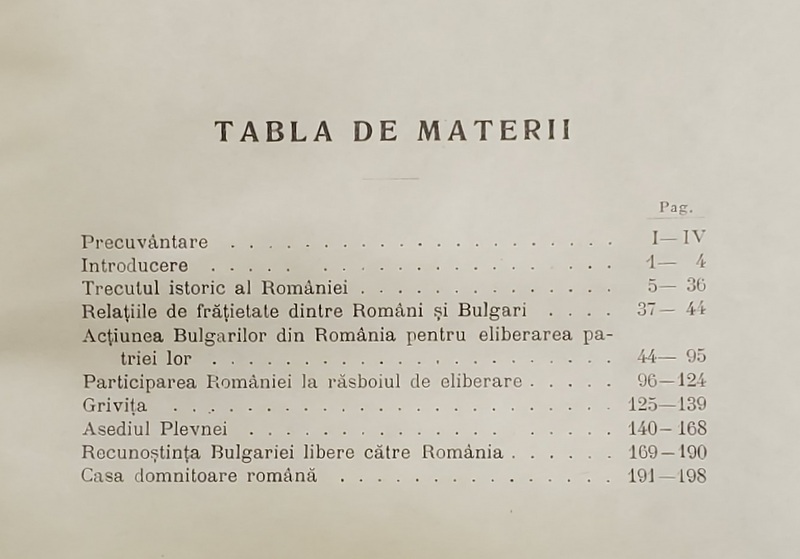 TABLA DE MATERII
Pag.
Precuvântare . . . . . . . . . . . . . . . . . . . . . . I—IV
Introducere . . . . . . . . . . . . . . . . . . . . . . 1— 4
Trecutul istoric al României . . . . . . . . . . . . . . 5— 36
Relațiile de frăţietate dintre Români și Bulgari . . . . 37— 44
Acțiunea Bulgarilor din România pentru eliberarea pa-
triei lor . . . . . . . . . . . . . . . . . . . . . . 44— 95
Participarea României la răsboiul de eliberare . . . . . 96—124
Grivița . . . . . . . . . . . . . . . . . . . . . . . . 125—139
Asediul Plevnei . . . . . . . . . . . . . . . . . . . . 140—168
Recunoștința Bulgariei libere către România . . . . . . 169—190
Casa domnitoare română . . . . . . . . . . . . . . . 191—198